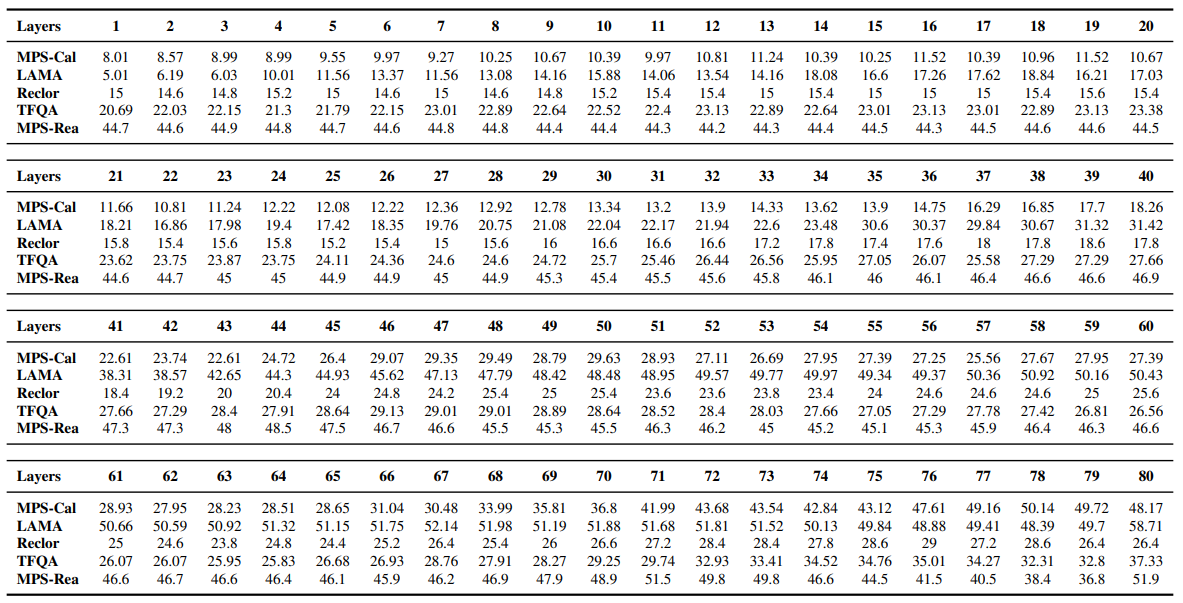 Layers 1 2 3 4 5 6 7 8 9 10 11 12 13 14 15 16 17 18 19 20
MPS-Cal 8.01 8.57 8.99 8.99 9.55 9.97 9.27 10.25 10.67 10.39 9.97 10.81 11.24 10.39 10.25 11.52 10.39 10.96 11.52 10.67
LAMA 5.01 6.19 6.03 10.01 11.56 13.37 11.56 13.08 14.16 15.88 14.06 13.54 14.16 18.08 16.6 17.26 17.62 18.84 16.21 17.03
Reclor 15 14.6 14.8 15.2 15 14.6 15 14.6 14.8 15.2 15.4 15.4 15 15.4 15 15 15 15.4 15.6 15.4
TFQA 20.69 22.03 22.15 21.3 21.79 22.15 23.01 22.89 22.64 22.52 22.4 23.13 22.89 22.64 23.01 23.13 23.01 22.89 23.13 23.38
MPS-Rea 44.7 44.6 44.9 44.8 44.7 44.6 44.8 44.8 44.4 44.4 44.3 44.2 44.3 44.4 44.5 44.3 44.5 44.6 44.6 44.5
Layers 21 22 23 24 25 26 27 28 29 30 31 32 33 34 35 36 37 38 39 40
MPS-Cal 11.66 10.81 11.24 12.22 12.08 12.22 12.36 12.92 12.78 13.34 13.2 13.9 14.33 13.62 13.9 14.75 16.29 16.85 17.7 18.26
LAMA 18.21 16.86 17.98 19.4 17.42 18.35 19.76 20.75 21.08 22.04 22.17 21.94 22.6 23.48 30.6 30.37 29.84 30.67 31.32 31.42
Reclor 15.8 15.4 15.6 15.8 15.2 15.4 15 15.6 16 16.6 16.6 16.6 17.2 17.8 17.4 17.6 18 17.8 18.6 17.8
TFQA 23.62 23.75 23.87 23.75 24.11 24.36 24.6 24.6 24.72 25.7 25.46 26.44 26.56 25.95 27.05 26.07 25.58 27.29 27.29 27.66
MPS-Rea 44.6 44.7 45 45 44.9 44.9 45 44.9 45.3 45.4 45.5 45.6 45.8 46.1 46 46.1 46.4 46.6 46.6 46.9
Layers 41 42 43 44 45 46 47 48 49 50 51 52 53 54 55 56 57 58 59 60
MPS-Cal 22.61 23.74 22.61 24.72 26.4 29.07 29.35 29.49 28.79 29.63 28.93 27.11 26.69 27.95 27.39 27.25 25.56 27.67 27.95 27.39
LAMA 38.31 38.57 42.65 44.3 44.93 45.62 47.13 47.79 48.42 48.48 48.95 49.57 49.77 49.97 49.34 49.37 50.36 50.92 50.16 50.43
Reclor 18.4 19.2 20 20.4 24 24.8 24.2 25.4 25 25.4 23.6 23.6 23.8 23.4 24 24.6 24.6 24.6 25 25.6
TFQA 27.66 27.29 28.4 27.91 28.64 29.13 29.01 29.01 28.89 28.64 28.52 28.4 28.03 27.66 27.05 27.29 27.78 27.42 26.81 26.56
MPS-Rea 47.3 47.3 48 48.5 47.5 46.7 46.6 45.5 45.3 45.5 46.3 46.2 45 45.2 45.1 45.3 45.9 46.4 46.3 46.6
Layers 61 62 63 64 65 66 67 68 69 70 71 72 73 74 75 76 77 78 79 80
MPS-Cal 28.93 27.95 28.23 28.51 28.65 31.04 30.48 33.99 35.81 36.8 41.99 43.68 43.54 42.84 43.12 47.61 49.16 50.14 49.72 48.17
LAMA 50.66 50.59 50.92 51.32 51.15 51.75 52.14 51.98 51.19 51.88 51.68 51.81 51.52 50.13 49.84 48.88 49.41 48.39 49.7 58.71
Reclor 25 24.6 23.8 24.8 24.4 25.2 26.4 25.4 26 26.6 27.2 28.4 28.4 27.8 28.6 29 27.2 28.6 26.4 26.4
TFQA 26.07 26.07 25.95 25.83 26.68 26.93 28.76 27.91 28.27 29.25 29.74 32.93 33.41 34.52 34.76 35.01 34.27 32.31 32.8 37.33
MPS-Rea 46.6 46.7 46.6 46.4 46.1 45.9 46.2 46.9 47.9 48.9 51.5 49.8 49.8 46.6 44.5 41.5 40.5 38.4 36.8 51.9